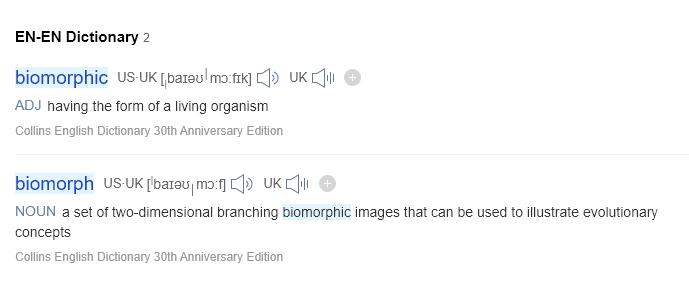 EN-EN Dictionary 2
biomorphic US·UK [ˌbaɪəʊˈmɔːfɪk] UK
ADJ having the form of a living organism
Collins English Dictionary 30th Anniversary Edition
biomorph US·UK [ˈbaɪəʊˌmɔːf] UK
NOUN a set of two-dimensional branching biomorphic images that can be used to illustrate evolutionary
concepts
Collins English Dictionary 30th Anniversary Edition